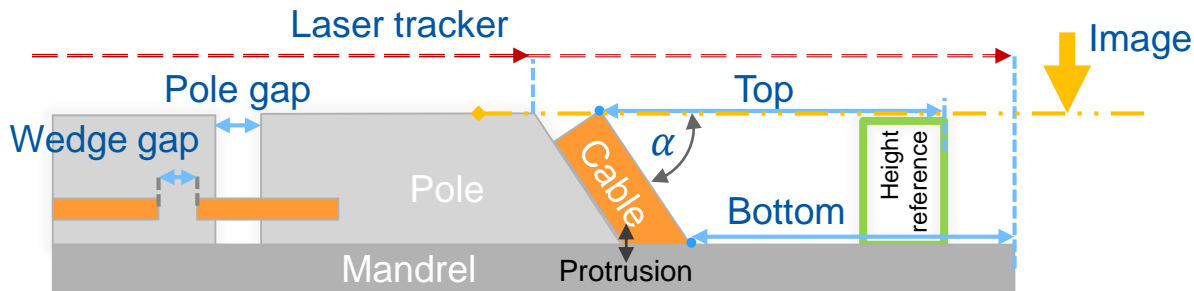 Laser tracker
Image
Pole gap
Top
Wedge gap
α
Cable
Height
reference
Pole
Bottom
Protrusion
Mandrel